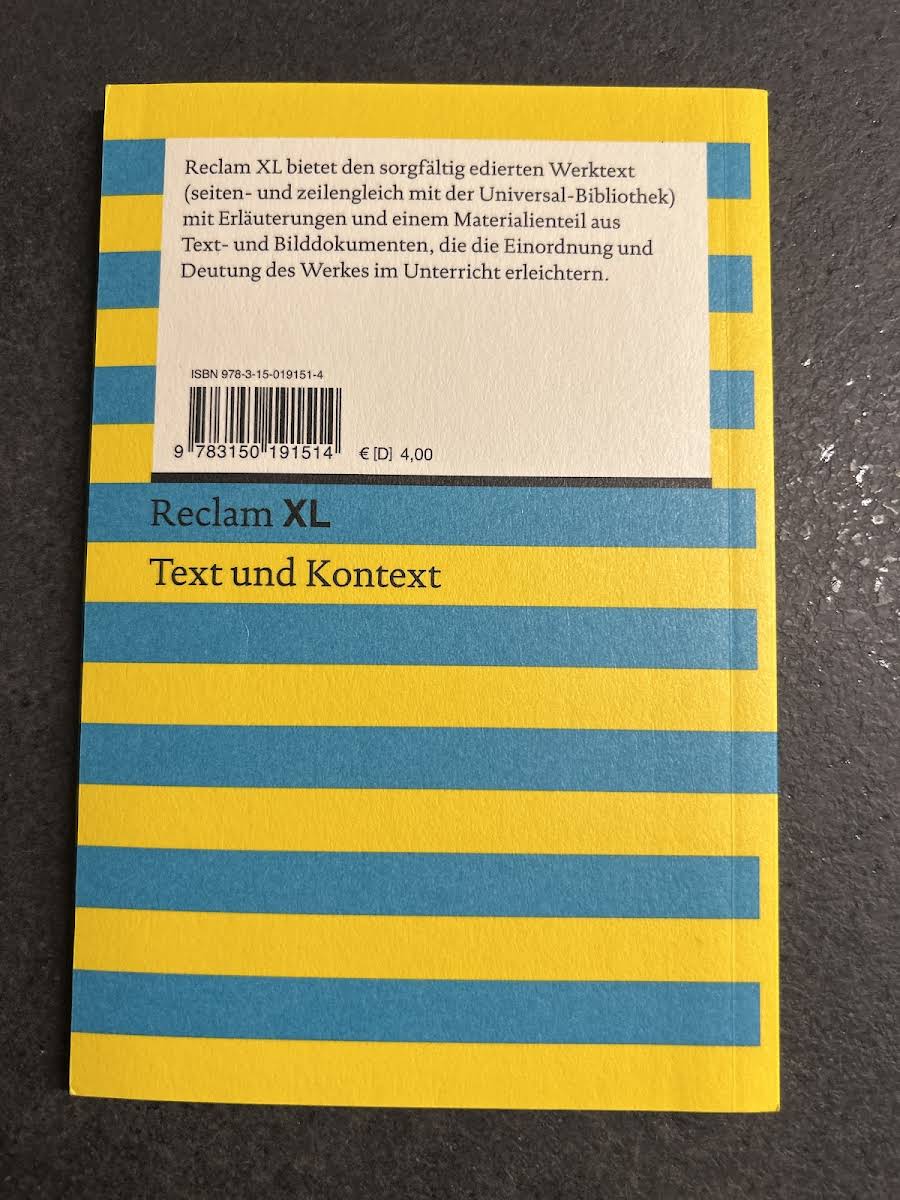 Reclam XL bietet den sorgfältig edierten Werktext
(seiten- und zeilengleich mit der Universal-Bibliothek)
mit Erläuterungen und einem Materialienteil aus
Text- und Bilddokumenten, die die Einordnung und
Deutung des Werkes im Unterricht erleichtern.
ISBN 978-3-15-019151-4
9 783150 191514
€ [D] 4,00
Reclam XL
Text und Kontext